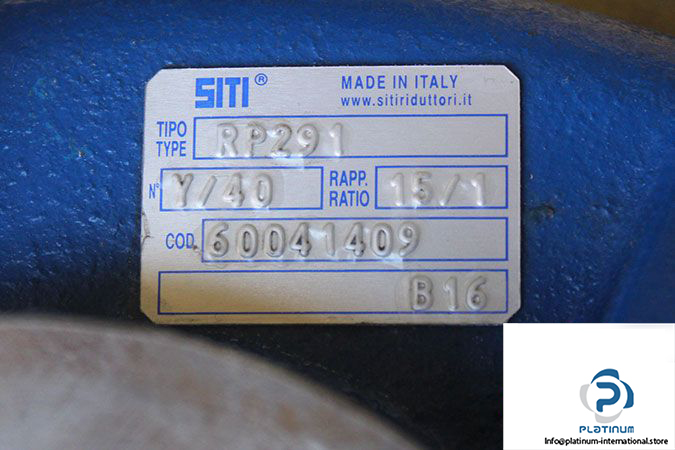 SITI® MADE IN ITALY
www.sitiriduttori.it
TIPO
TYPE RP291
N° Y/40 RAPP. RATIO 15/1
COD. 60041409
B16
PLATINUM
Info@platinum-international.store